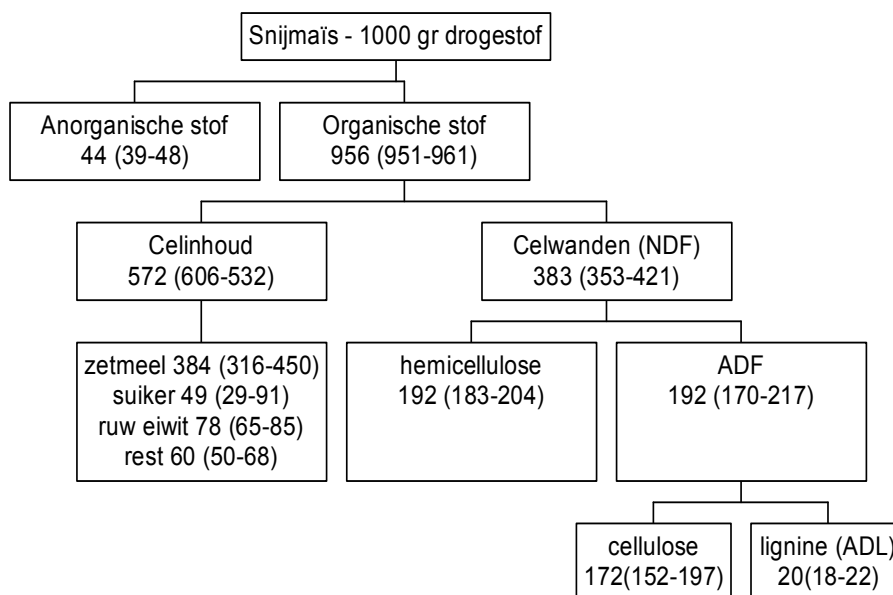 Snijmaïs - 1000 gr drogestof
Anorganische stof
44 (39-48)
Organische stof
956 (951-961)
Celinhoud
572 (606-532)
Celwanden (NDF)
383 (353-421)
zetmeel 384 (316-450)
suiker 49 (29-91)
ruw eiwit 78 (65-85)
rest 60 (50-68)
hemicellulose
192 (183-204)
ADF
192 (170-217)
cellulose
172(152-197)
lignine (ADL)
20(18-22)